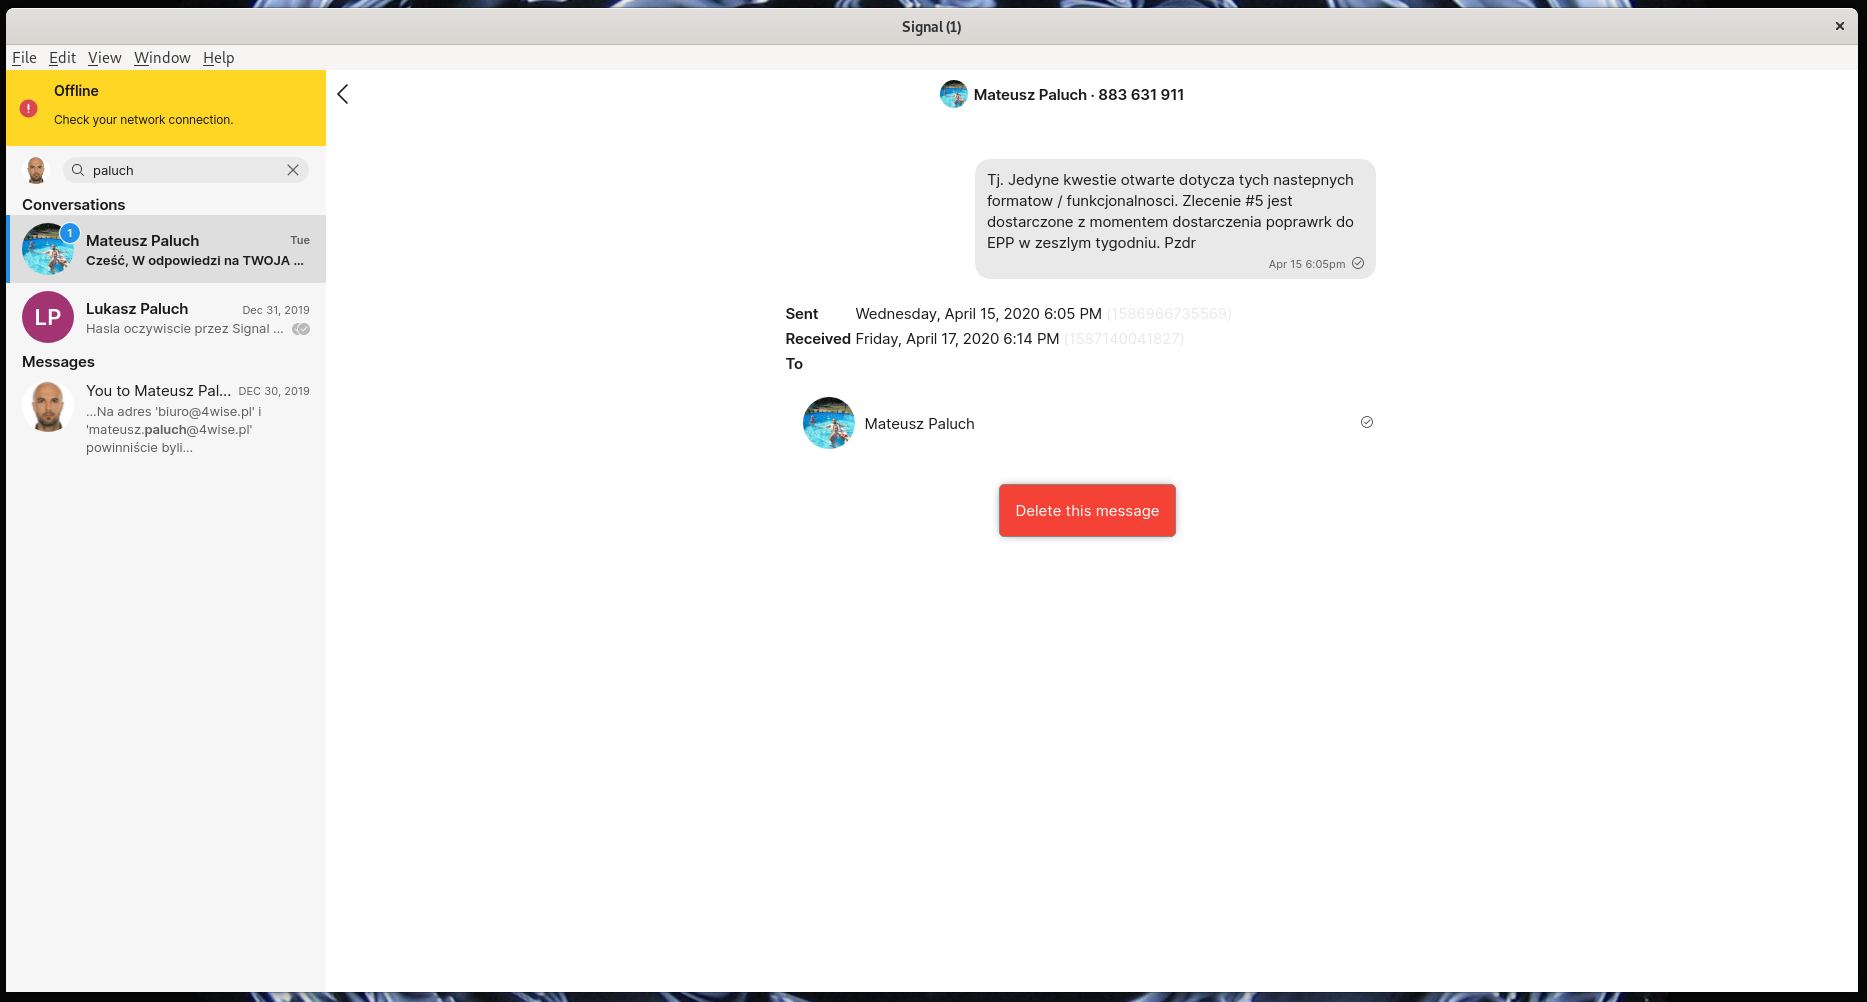 Signal (1)
File Edit View Window Help
Offline
Check your network connection.
paluch
Conversations
1
Mateusz Paluch Tue
Cześć, W odpowiedzi na TWOJA ...
LP
Lukasz Paluch Dec 31, 2019
Hasla oczywiscie przez Signal ...
Messages
You to Mateusz Pal... DEC 30, 2019
...Na adres 'biuro@4wise.pl' i
'mateusz.paluch@4wise.pl'
powinniście byli...
Mateusz Paluch · 883 631 911
Tj. Jedyne kwestie otwarte dotycza tych nastepnych
formatow / funkcjonalnosci. Zlecenie #5 jest
dostarczone z momentem dostarczenia poprawrk do
EPP w zeszlym tygodniu. Pzdr
Apr 15 6:05pm
Sent Wednesday, April 15, 2020 6:05 PM (1586966735569)
Received Friday, April 17, 2020 6:14 PM (1587140041827)
To
Mateusz Paluch
Delete this message